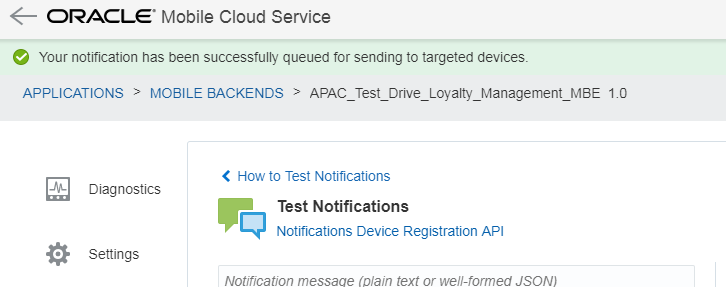 ORACLE Mobile Cloud Service
Your notification has been successfully queued for sending to targeted devices.
APPLICATIONS > MOBILE BACKENDS > APAC_Test_Drive_Loyalty_Management_MBE 1.0
How to Test Notifications
Diagnostics
Test Notifications
Notifications Device Registration API
Settings
Notification message (plain text or well-formed JSON)